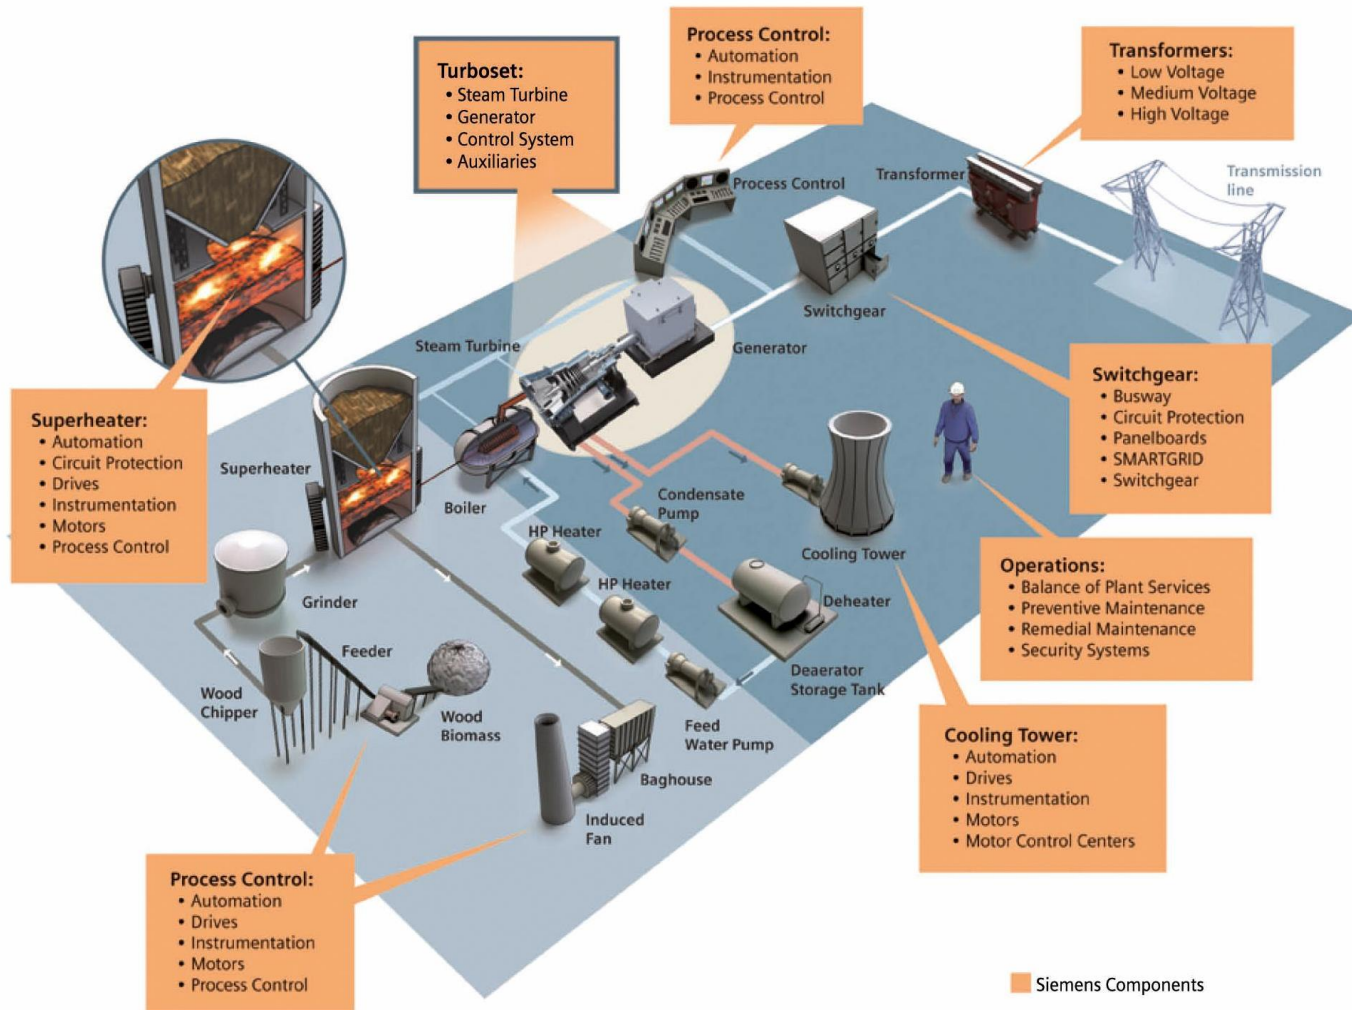 Process Control:
• Automation
• Instrumentation
• Process Control
Transformers:
• Low Voltage
• Medium Voltage
• High Voltage
Turboset:
• Steam Turbine
• Generator
• Control System
• Auxiliaries
Process Control
Transformer
Transmission
line
Switchgear
Steam Turbine
Generator
Switchgear:
• Busway
• Circuit Protection
• Panelboards
• SMARTGRID
• Switchgear
Superheater:
• Automation
• Circuit Protection
• Drives
• Instrumentation
• Motors
• Process Control
Superheater
Boiler
Condensate
Pump
HP Heater
Cooling Tower
HP Heater
Grinder
Deheater
Operations:
• Balance of Plant Services
• Preventive Maintenance
• Remedial Maintenance
• Security Systems
Feeder
Wood
Chipper
Wood
Biomass
Deaerator
Storage Tank
Feed
Water Pump
Baghouse
Induced
Fan
Cooling Tower:
• Automation
• Drives
• Instrumentation
• Motors
• Motor Control Centers
Process Control:
• Automation
• Drives
• Instrumentation
• Motors
• Process Control
Siemens Components